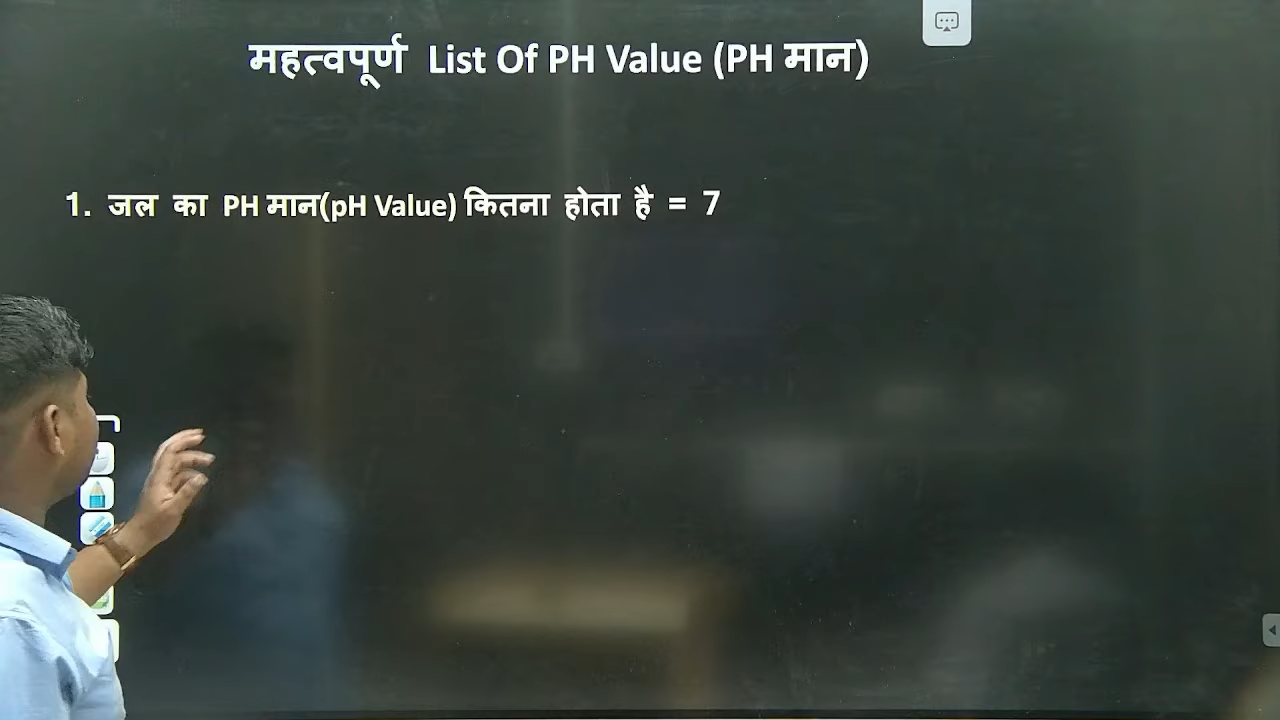 महत्वपूर्ण List Of PH Value (PH मान)
1. जल का PH मान(pH Value) कितना होता है = 7